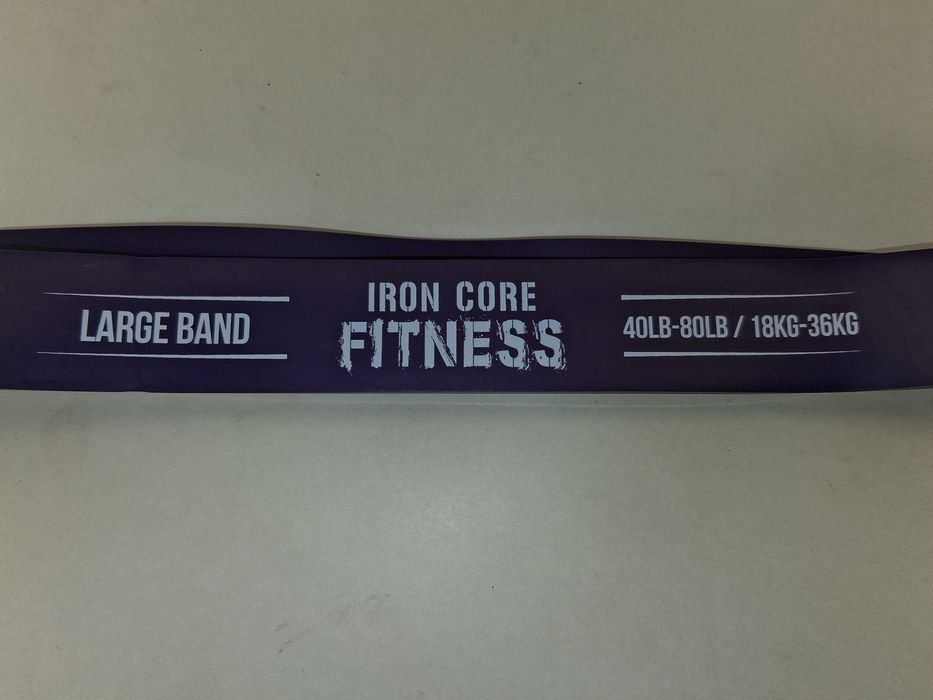 LARGE BAND
IRON CORE
FITNESS
40LB-80LB / 18KG-36KG